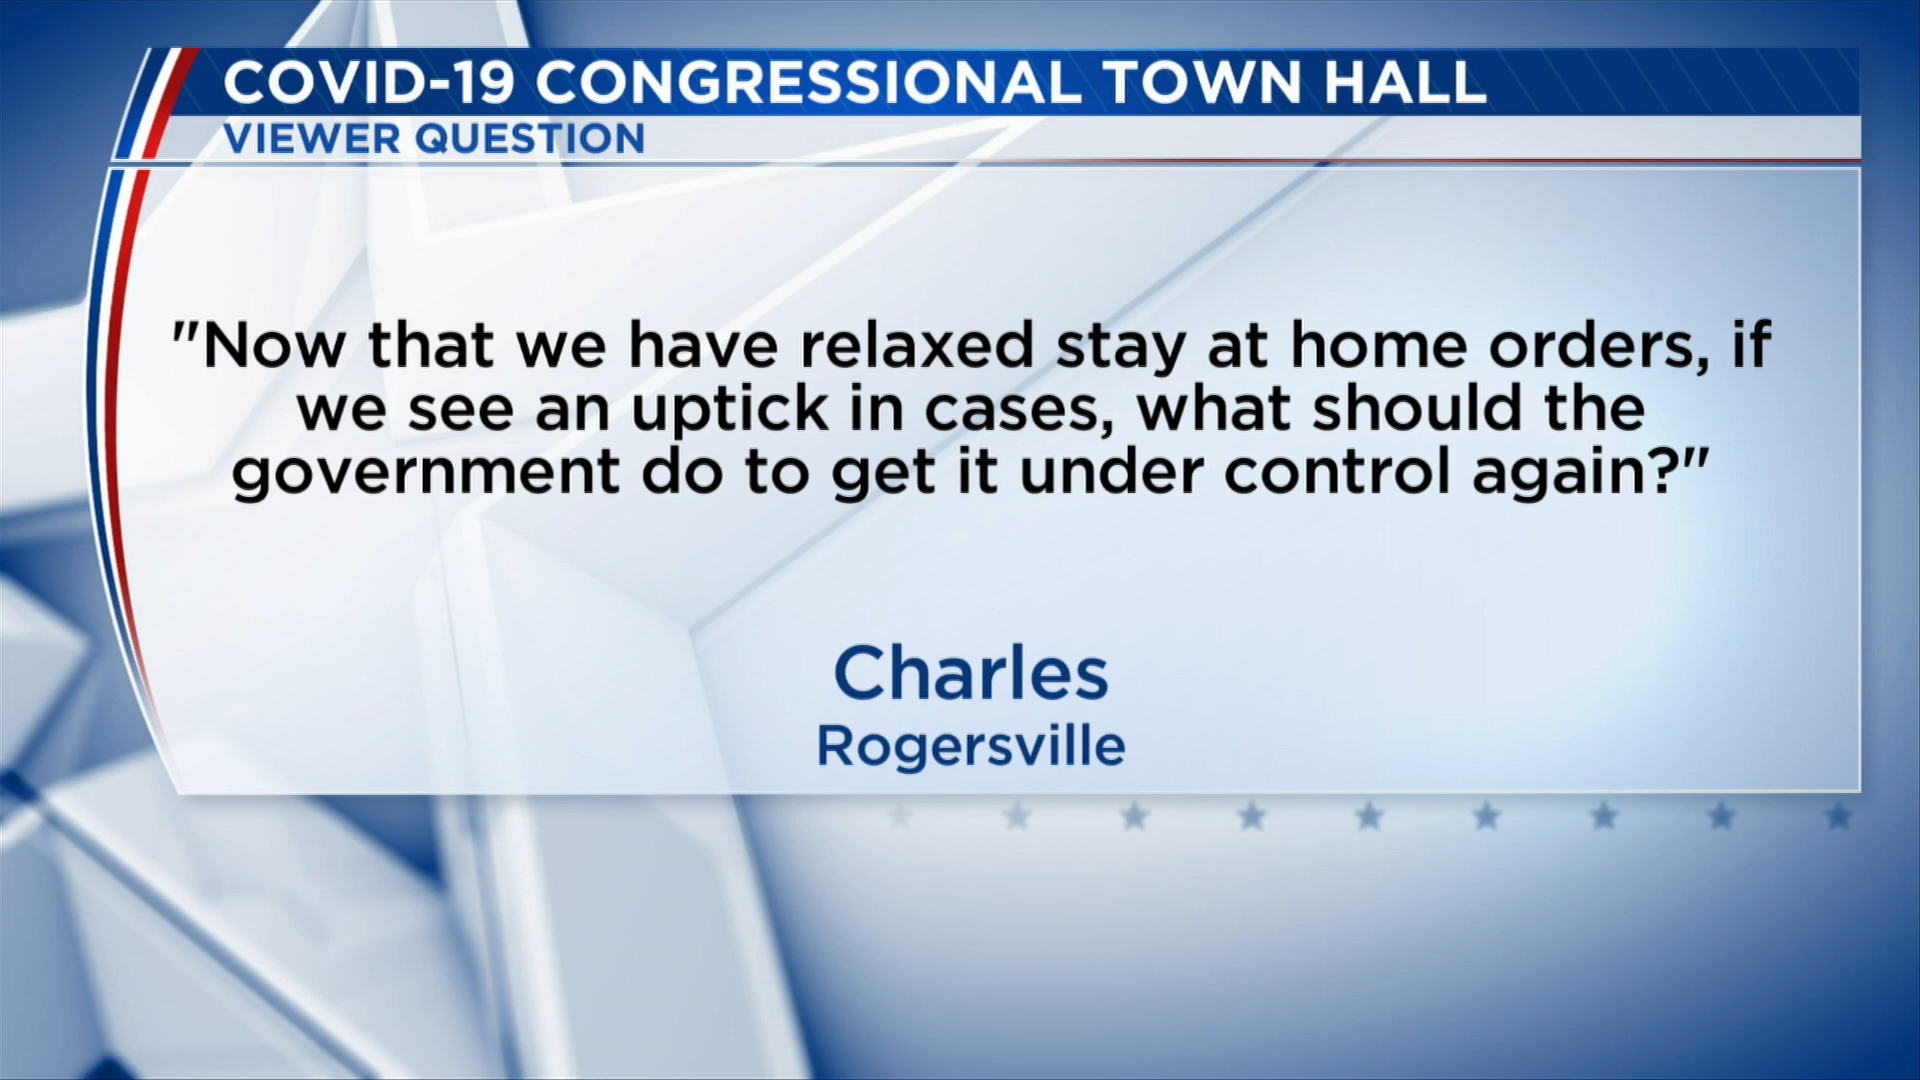 COVID-19 CONGRESSIONAL TOWN HALL
VIEWER QUESTION
"Now that we have relaxed stay at home orders, if
we see an uptick in cases, what should the
government do to get it under control again?"
Charles
Rogersville